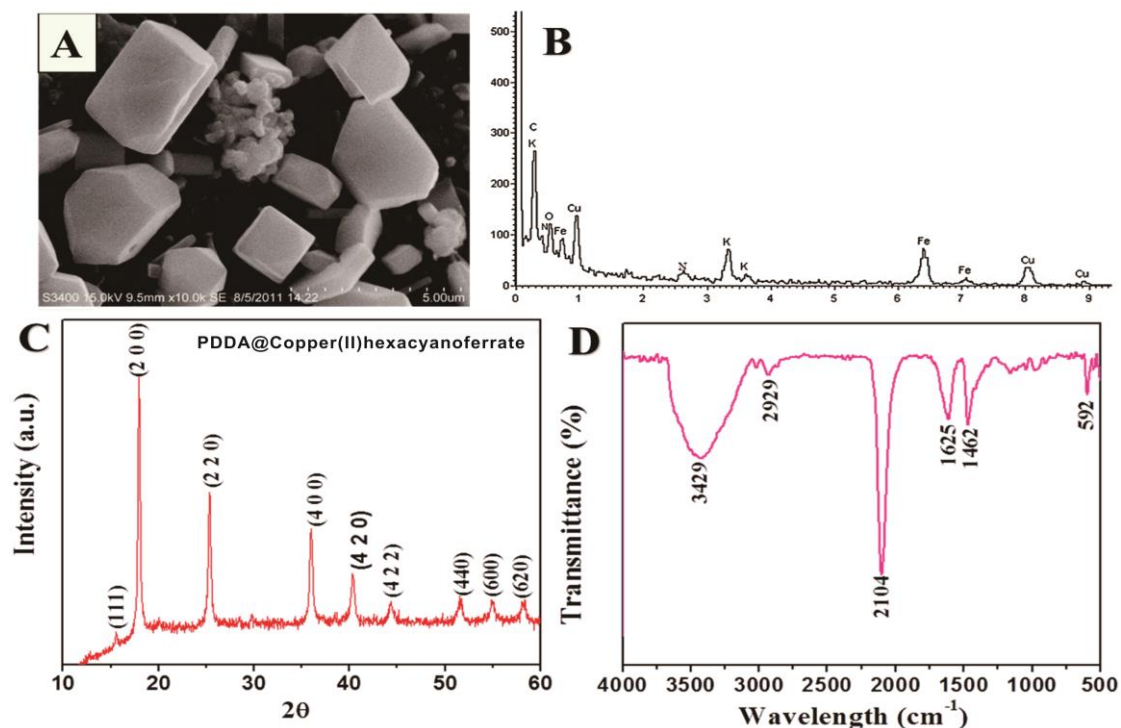 A
S3400 15.0kV 9.5mm x10.0k SE 8/5/2011 14:22
5.00um
B
500
400
300
200
100
0
C
K
N
O
Fe
Cu
N
K
K
Fe
Fe
Cu
Cu
0 1 2 3 4 5 6 7 8 9
C
PDDA@Copper(II)hexacyanoferrate
Intensity (a.u.)
(111)
(2 0 0)
(2 2 0)
(4 0 0)
(4 2 0)
(4 2 2)
(440)
(600)
(620)
10 20 30 40 50 60
2θ
D
Transmittance (%)
3429
2929
2104
1625
1462
592
4000 3500 3000 2500 2000 1500 1000 500
Wavelength (cm⁻¹)